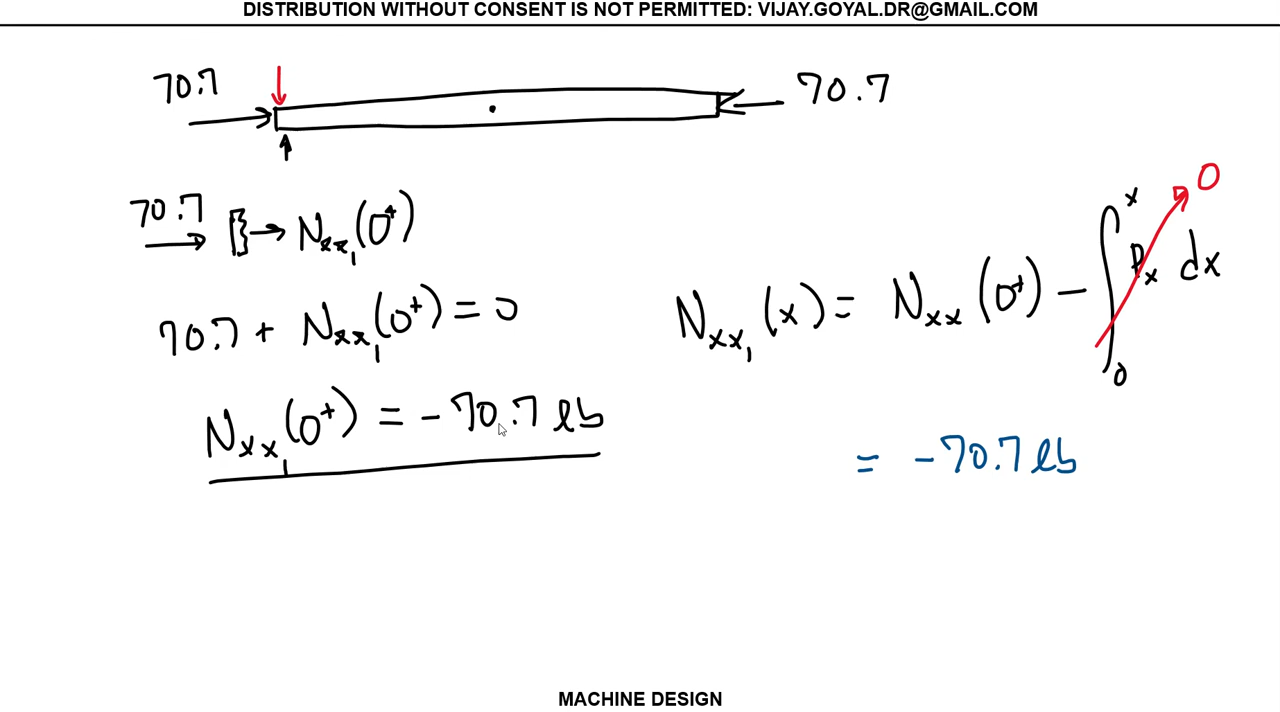 DISTRIBUTION WITHOUT CONSENT IS NOT PERMITTED: VIJAY.GOYAL.DR@GMAIL.COM
70.7
70.7
70.7 → Nxx₁(0⁺)
70.7 + Nxx₁(0⁺) = 0
Nxx₁(0⁺) = -70.7 lb
Nxx₁(x) = Nxx(0⁺) - ∫₀ˣ Px dx 0
= -70.7 lb
MACHINE DESIGN